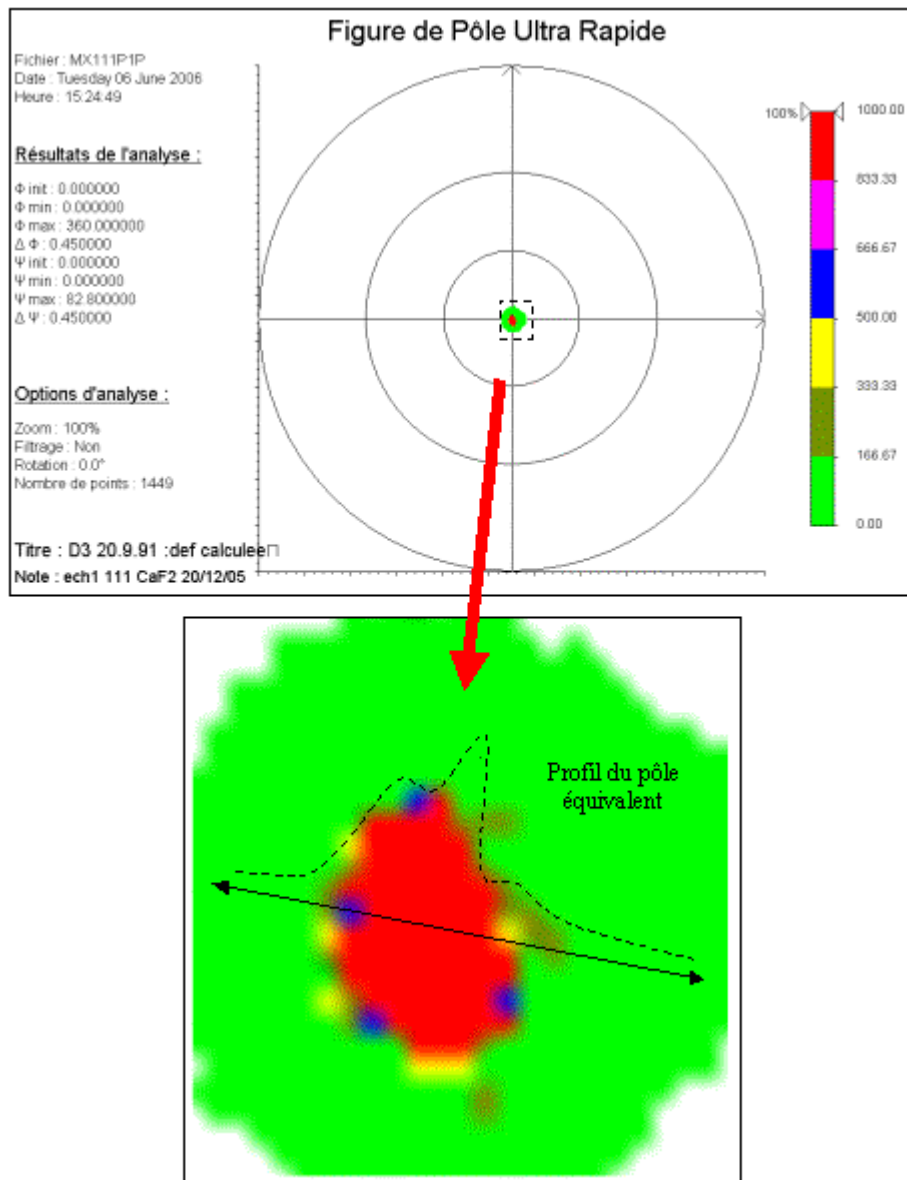 Figure de Pôle Ultra Rapide
Fichier : MX111P1P
Date : Tuesday 06 June 2006
Heure : 15:24:49
Résultats de l'analyse :
Φ init : 0.000000
Φ min : 0.000000
Φ max : 360.000000
Δ Φ : 0.450000
Ψ init : 0.000000
Ψ min : 0.000000
Ψ max : 82.800000
Δ Ψ : 0.450000
Options d'analyse :
Zoom : 100%
Filtrage : Non
Rotation : 0.0°
Nombre de points : 1449
Titre : D3 20.9.91 :def calculee□
Note : ech1 111 CaF2 20/12/05
100%
1000.00
833.33
666.67
500.00
333.33
166.67
0.00
Profil du pôle
équivalent